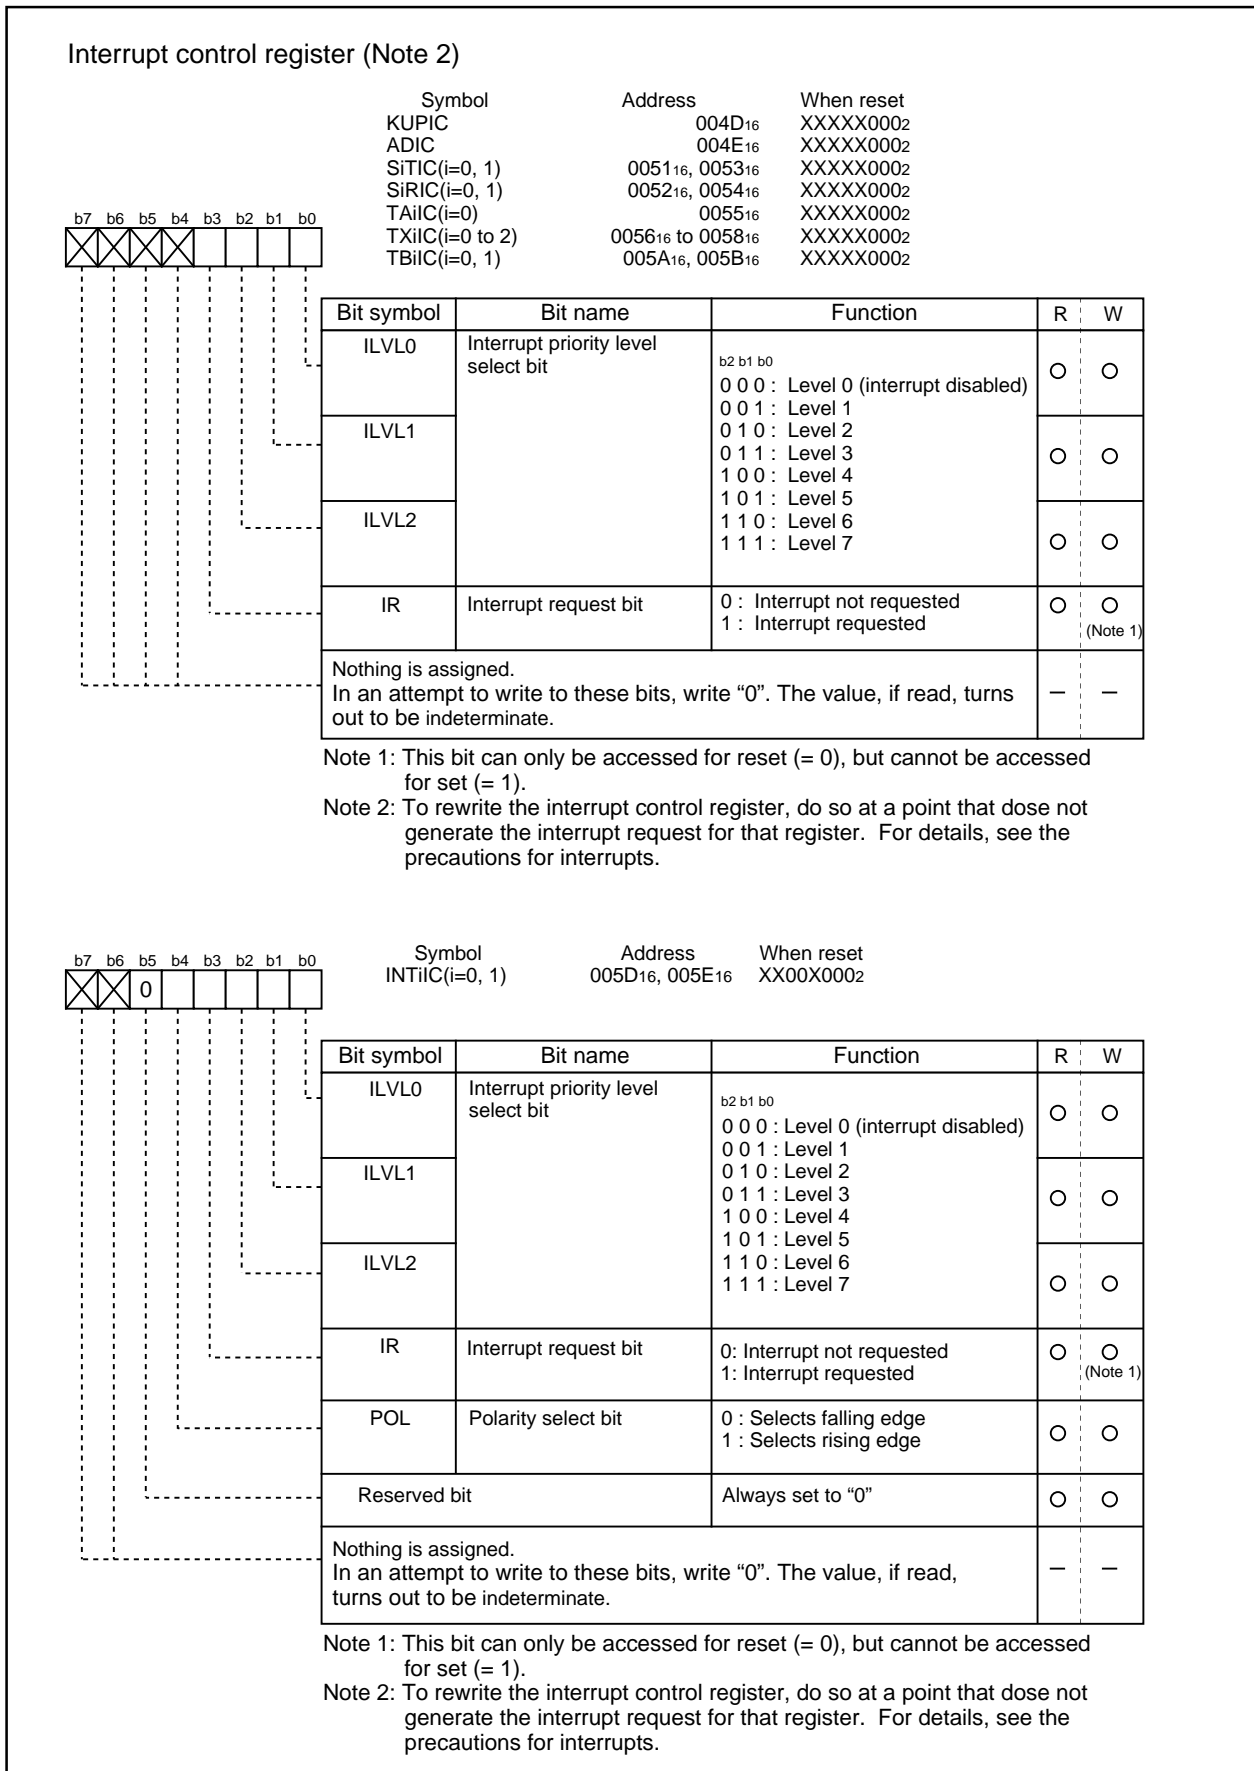 Interrupt control register (Note 2)
Symbol Address When reset
KUPIC 004D16 XXXXX0002
ADIC 004E16 XXXXX0002
SiTIC(i=0, 1) 005116, 005316 XXXXX0002
SiRIC(i=0, 1) 005216, 005416 XXXXX0002
TAiIC(i=0) 005516 XXXXX0002
TXiIC(i=0 to 2) 005616 to 005816 XXXXX0002
TBiIC(i=0, 1) 005A16, 005B16 XXXXX0002
b7 b6 b5 b4 b3 b2 b1 b0
Bit symbol Bit name Function R W
ILVL0 Interrupt priority level
select bit
b2 b1 b0
0 0 0 : Level 0 (interrupt disabled)
0 0 1 : Level 1
ILVL1 0 1 0 : Level 2
0 1 1 : Level 3
1 0 0 : Level 4
1 0 1 : Level 5
ILVL2 1 1 0 : Level 6
1 1 1 : Level 7
IR Interrupt request bit 0 : Interrupt not requested
1 : Interrupt requested
(Note 1)
Nothing is assigned.
In an attempt to write to these bits, write “0”. The value, if read, turns
out to be indeterminate.
Note 1: This bit can only be accessed for reset (= 0), but cannot be accessed
for set (= 1).
Note 2: To rewrite the interrupt control register, do so at a point that dose not
generate the interrupt request for that register. For details, see the
precautions for interrupts.
Symbol Address When reset
INTiIC(i=0, 1) 005D16, 005E16 XX00X0002
b7 b6 b5 b4 b3 b2 b1 b0
0
Bit symbol Bit name Function R W
ILVL0 Interrupt priority level
select bit
b2 b1 b0
0 0 0 : Level 0 (interrupt disabled)
0 0 1 : Level 1
ILVL1 0 1 0 : Level 2
0 1 1 : Level 3
1 0 0 : Level 4
1 0 1 : Level 5
ILVL2 1 1 0 : Level 6
1 1 1 : Level 7
IR Interrupt request bit 0: Interrupt not requested
1: Interrupt requested
(Note 1)
POL Polarity select bit 0 : Selects falling edge
1 : Selects rising edge
Reserved bit Always set to “0”
Nothing is assigned.
In an attempt to write to these bits, write “0”. The value, if read,
turns out to be indeterminate.
Note 1: This bit can only be accessed for reset (= 0), but cannot be accessed
for set (= 1).
Note 2: To rewrite the interrupt control register, do so at a point that dose not
generate the interrupt request for that register. For details, see the
precautions for interrupts.